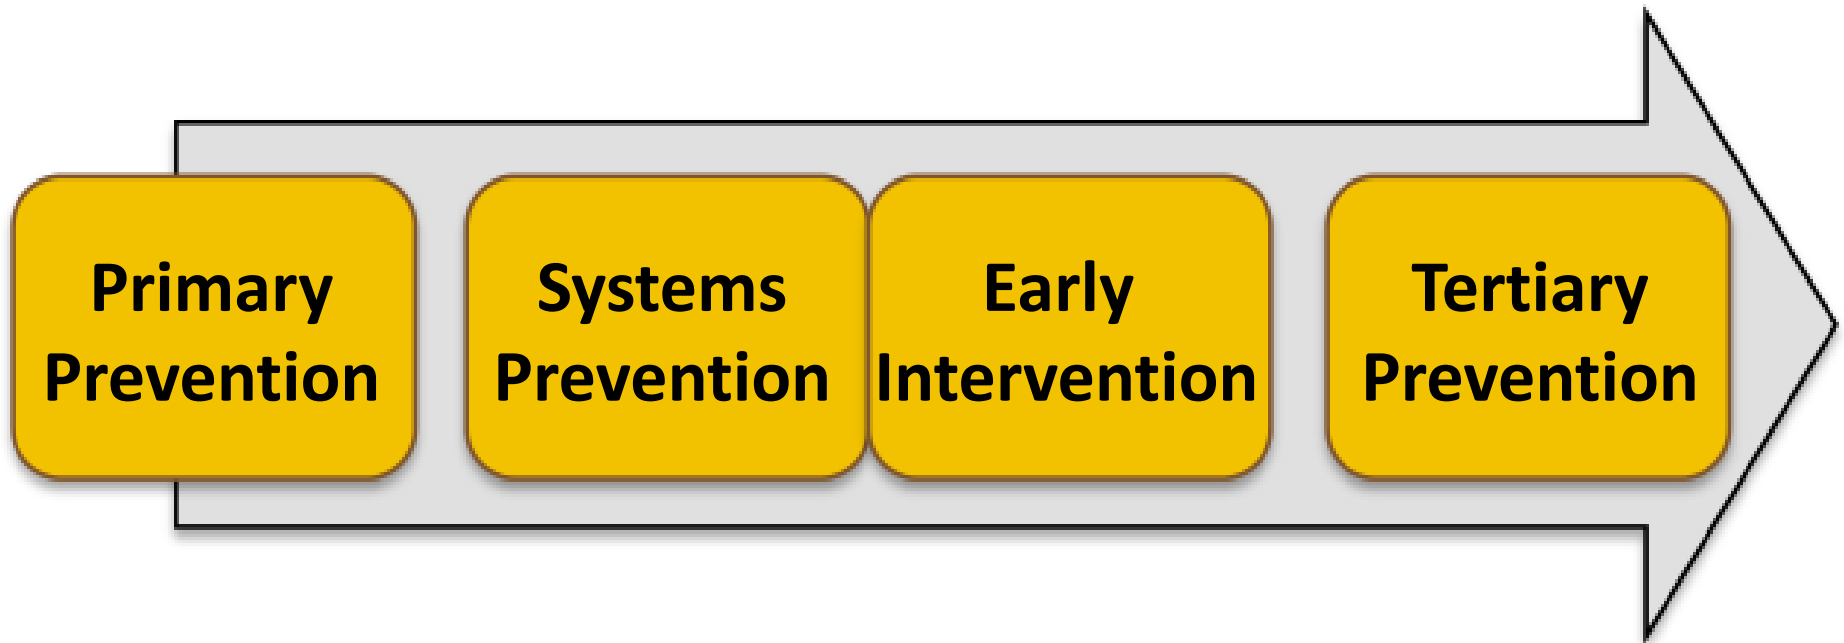 Primary
Prevention
Systems
Prevention
Early
Intervention
Tertiary
Prevention